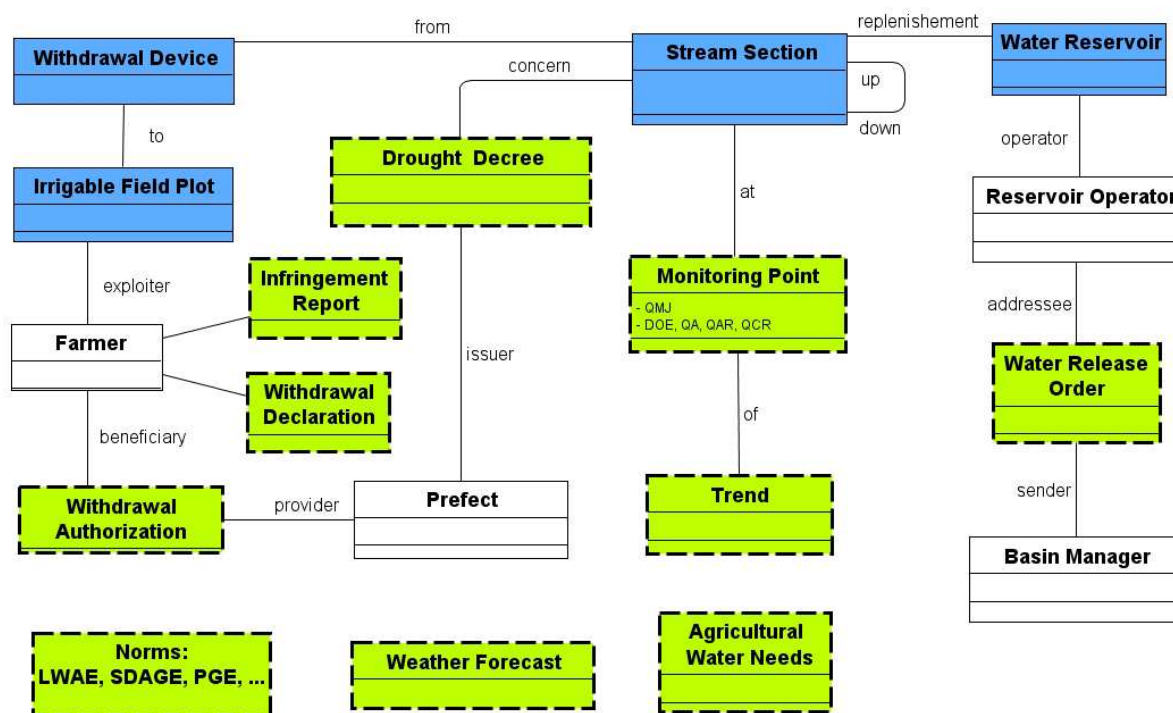 from
replenishement
Withdrawal Device
Stream Section
Water Reservoir
concern
up
down
to
operator
Drought Decree
Irrigable Field Plot
at
Reservoir Operator
exploiter
Infringement
Report
Monitoring Point
- QMJ
- DOE, QA, QAR, QCR
addressee
Farmer
issuer
Water Release
Order
Withdrawal
Declaration
of
beneficiary
sender
Withdrawal
Authorization
provider
Prefect
Trend
Basin Manager
Norms:
LWAE, SDAGE, PGE, ...
Weather Forecast
Agricultural
Water Needs